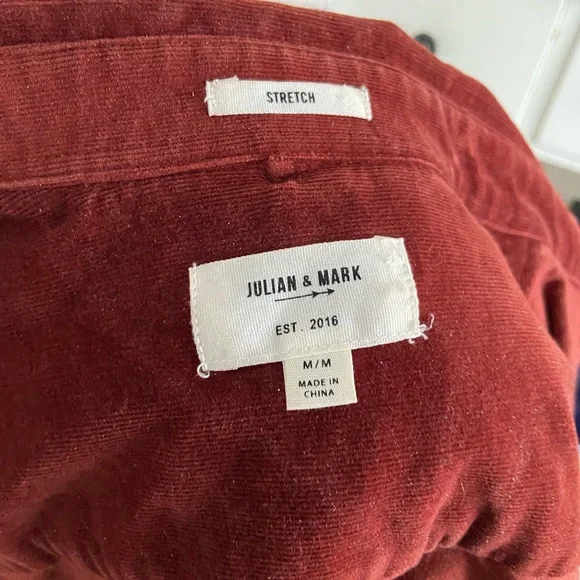 STRETCH
JULIAN & MARK
EST. 2016
M/M
MADE IN
CHINA